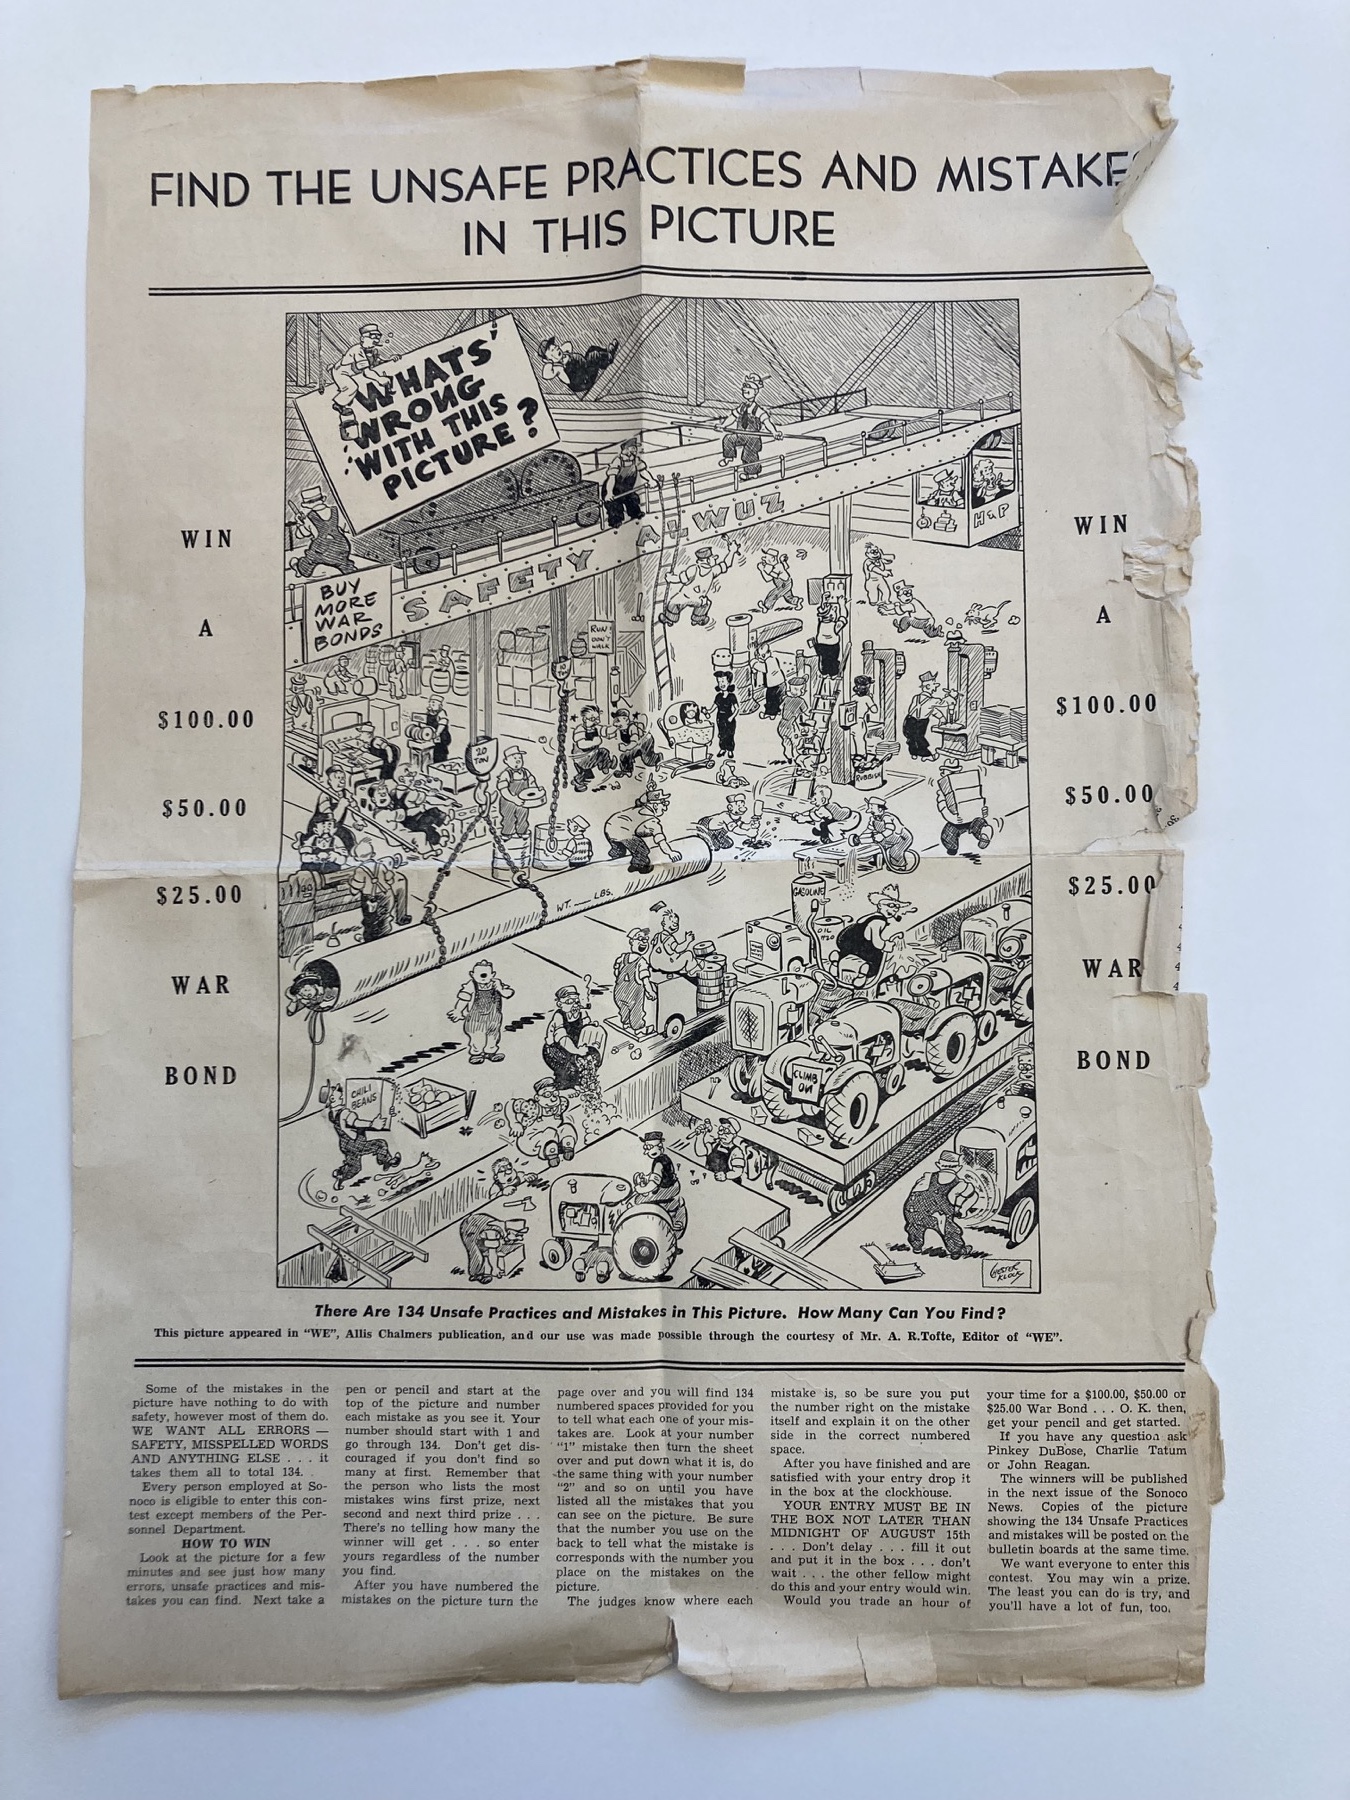 FIND THE UNSAFE PRACTICES AND MISTAKES
IN THIS PICTURE
WHATS'
WRONG
WITH THIS
PICTURE?
BUY
MORE
WAR
BONDS
SAFETY ALWUZ
H & P
RUN
DON'T
WALK
20
TON
RUBBISH
WT. ___ LBS.
GASOLINE
OIL
CLIMB
ON
CHILI
BEANS
CHESTER
KLOCK
WIN
A
$100.00
$50.00
$25.00
WAR
BOND
WIN
A
$100.00
$50.00
$25.00
WAR
BOND
There Are 134 Unsafe Practices and Mistakes in This Picture. How Many Can You Find?
This picture appeared in "WE", Allis Chalmers publication, and our use was made possible through the courtesy of Mr. A. R.Tofte, Editor of "WE".
Some of the mistakes in the
picture have nothing to do with
safety, however most of them do.
WE WANT ALL ERRORS —
SAFETY, MISSPELLED WORDS
AND ANYTHING ELSE . . . it
takes them all to total 134.
Every person employed at So-
noco is eligible to enter this con-
test except members of the Per-
sonnel Department.
HOW TO WIN
Look at the picture for a few
minutes and see just how many
errors, unsafe practices and mis-
takes you can find. Next take a
pen or pencil and start at the
top of the picture and number
each mistake as you see it. Your
number should start with 1 and
go through 134. Don't get dis-
couraged if you don't find so
many at first. Remember that
the person who lists the most
mistakes wins first prize, next
second and next third prize . . .
There's no telling how many the
winner will get . . . so enter
yours regardless of the number
you find.
After you have numbered the
mistakes on the picture turn the
page over and you will find 134
numbered spaces provided for you
to tell what each one of your mis-
takes are. Look at your number
"1" mistake then turn the sheet
over and put down what it is, do
the same thing with your number
"2" and so on until you have
listed all the mistakes that you
can see on the picture. Be sure
that the number you use on the
back to tell what the mistake is
corresponds with the number you
place on the mistakes on the
picture.
The judges know where each
mistake is, so be sure you put
the number right on the mistake
itself and explain it on the other
side in the correct numbered
space.
After you have finished and are
satisfied with your entry drop it
in the box at the clockhouse.
YOUR ENTRY MUST BE IN
THE BOX NOT LATER THAN
MIDNIGHT OF AUGUST 15th
. . . Don't delay . . . fill it out
and put it in the box . . . don't
wait . . . the other fellow might
do this and your entry would win.
Would you trade an hour of
your time for a $100.00, $50.00 or
$25.00 War Bond . . . O. K. then,
get your pencil and get started.
If you have any question ask
Pinkey DuBose, Charlie Tatum
or John Reagan.
The winners will be published
in the next issue of the Sonoco
News. Copies of the picture
showing the 134 Unsafe Practices
and mistakes will be posted on the
bulletin boards at the same time.
We want everyone to enter this
contest. You may win a prize.
The least you can do is try, and
you'll have a lot of fun, too.